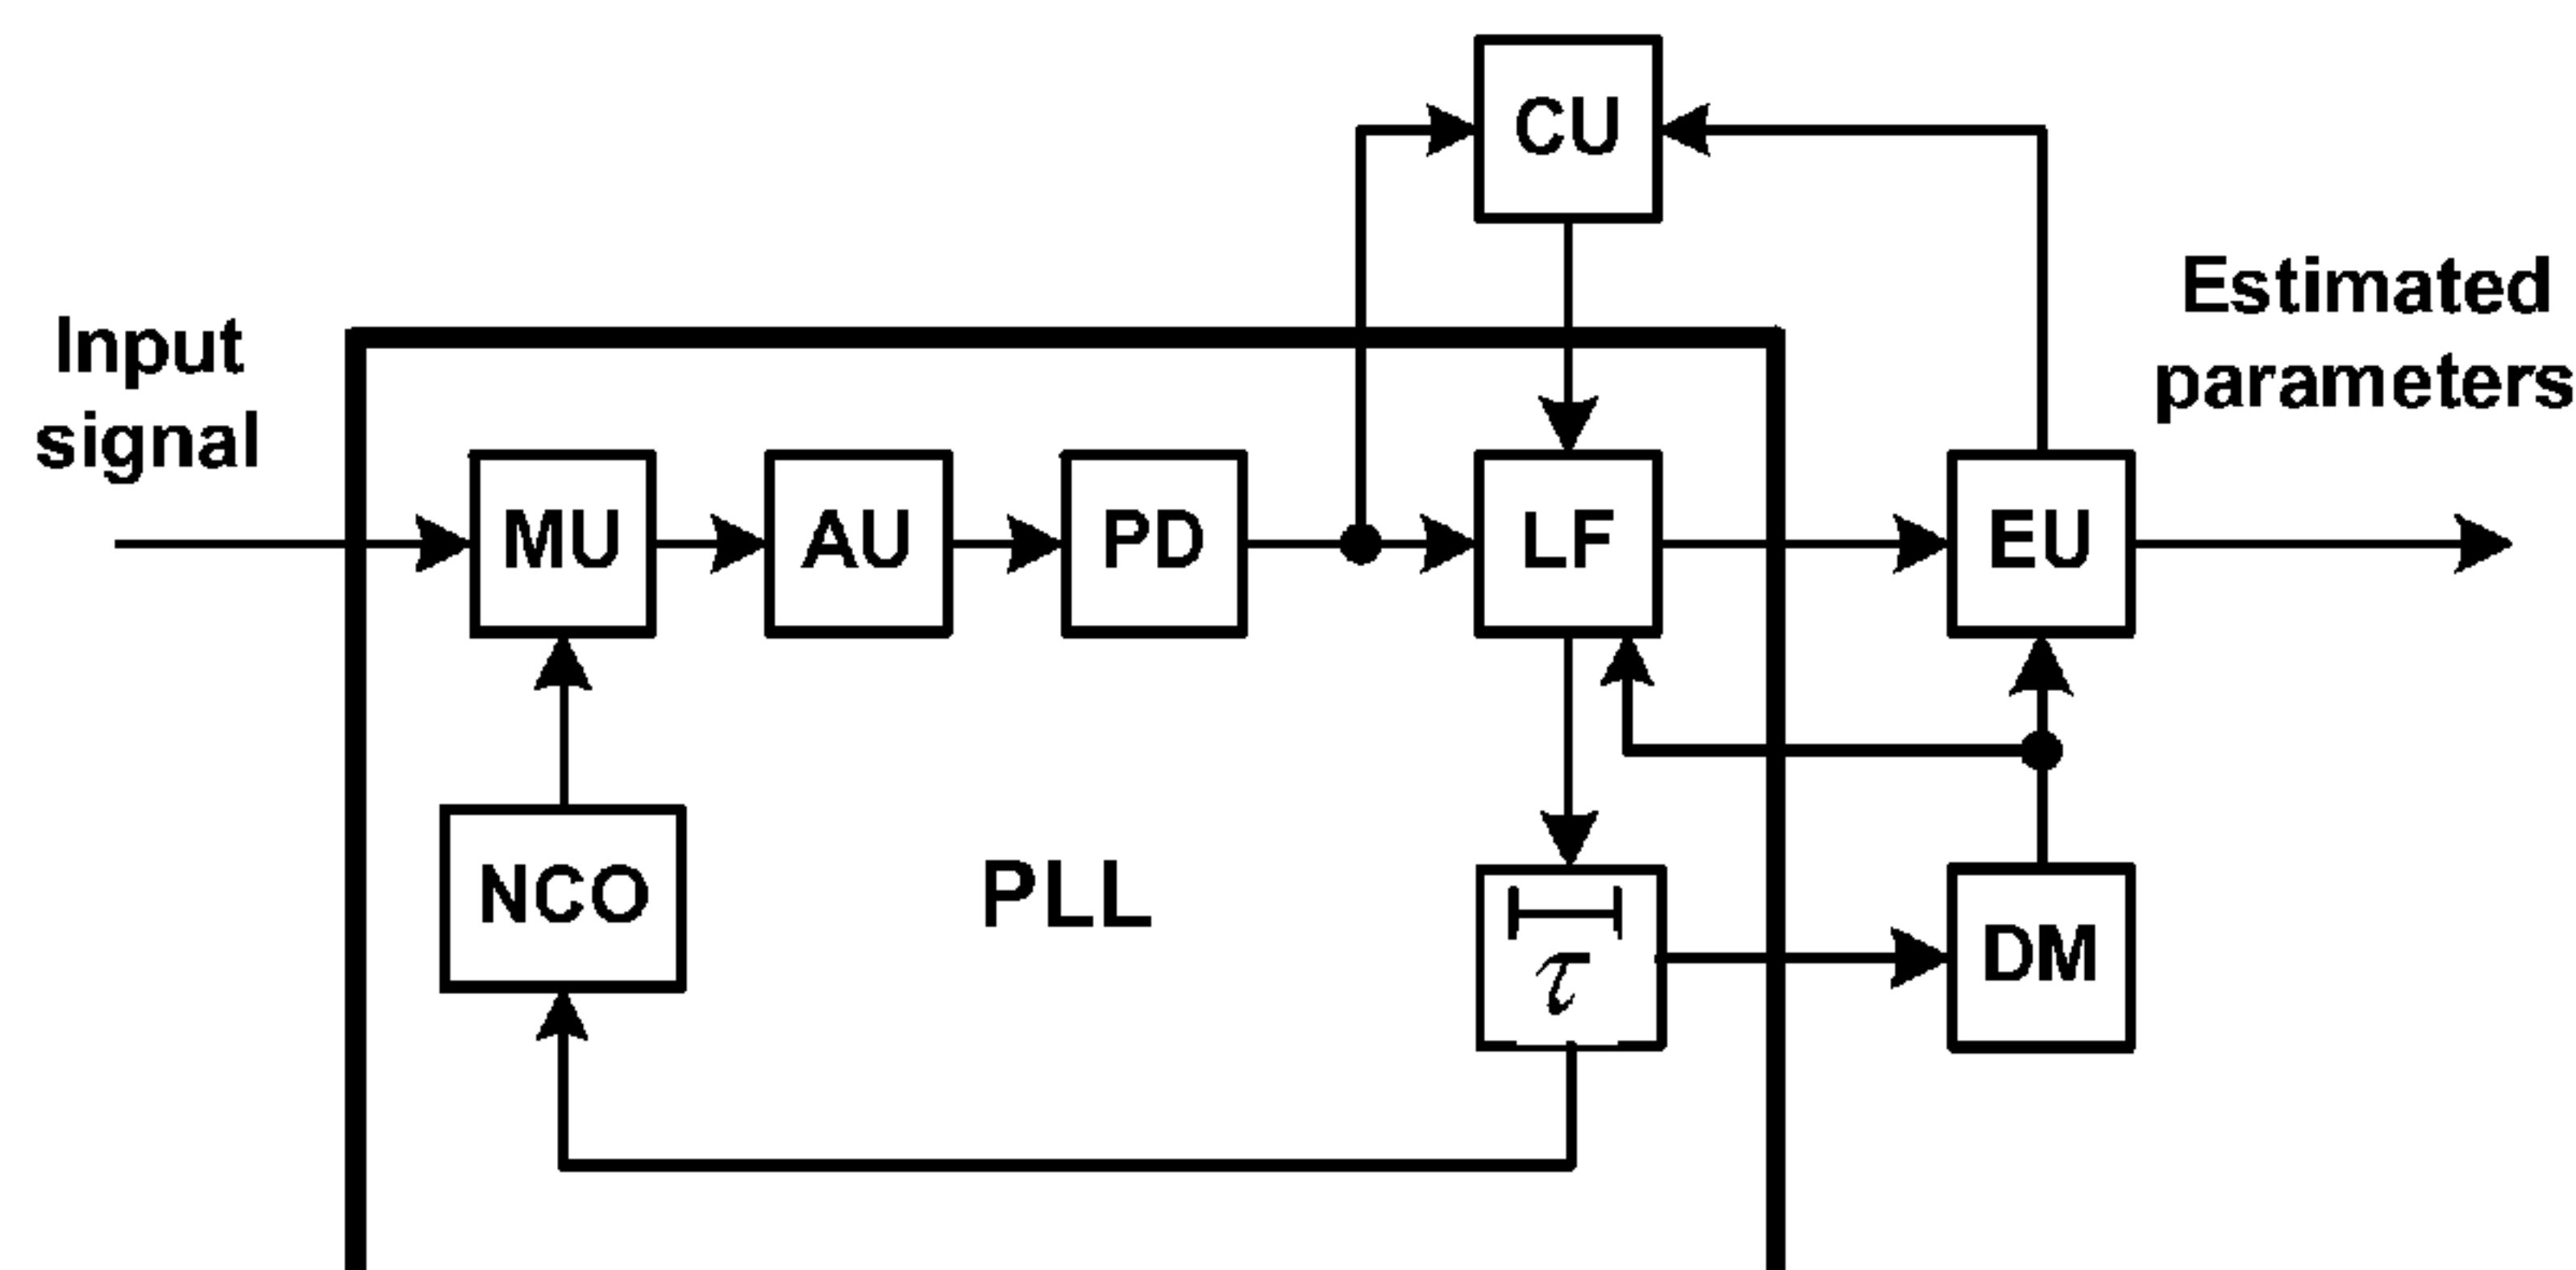 CU
Estimated
parameters
Input
signal
MU
AU
PD
LF
EU
NCO
PLL
τ
DM